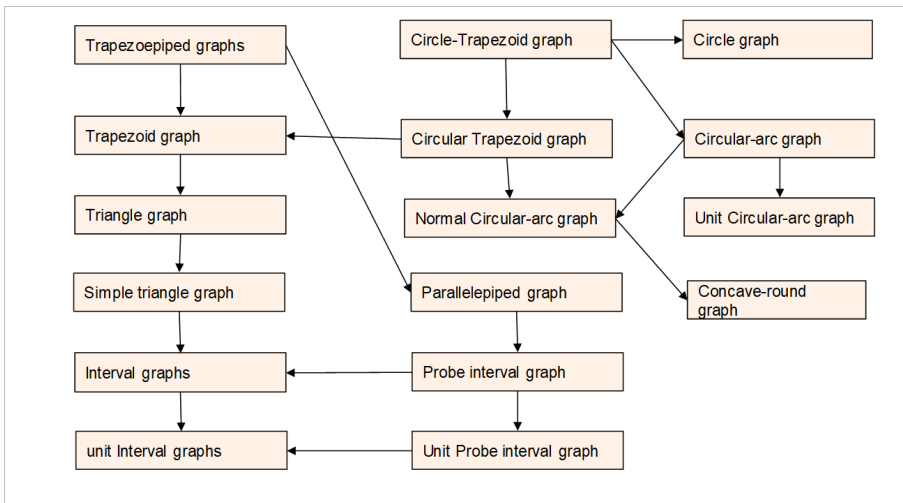 Trapezoepiped graphs
Circle-Trapezoid graph
Circle graph
Trapezoid graph
Circular Trapezoid graph
Circular-arc graph
Triangle graph
Normal Circular-arc graph
Unit Circular-arc graph
Simple triangle graph
Parallelepiped graph
Concave-round
graph
Interval graphs
Probe interval graph
unit Interval graphs
Unit Probe interval graph